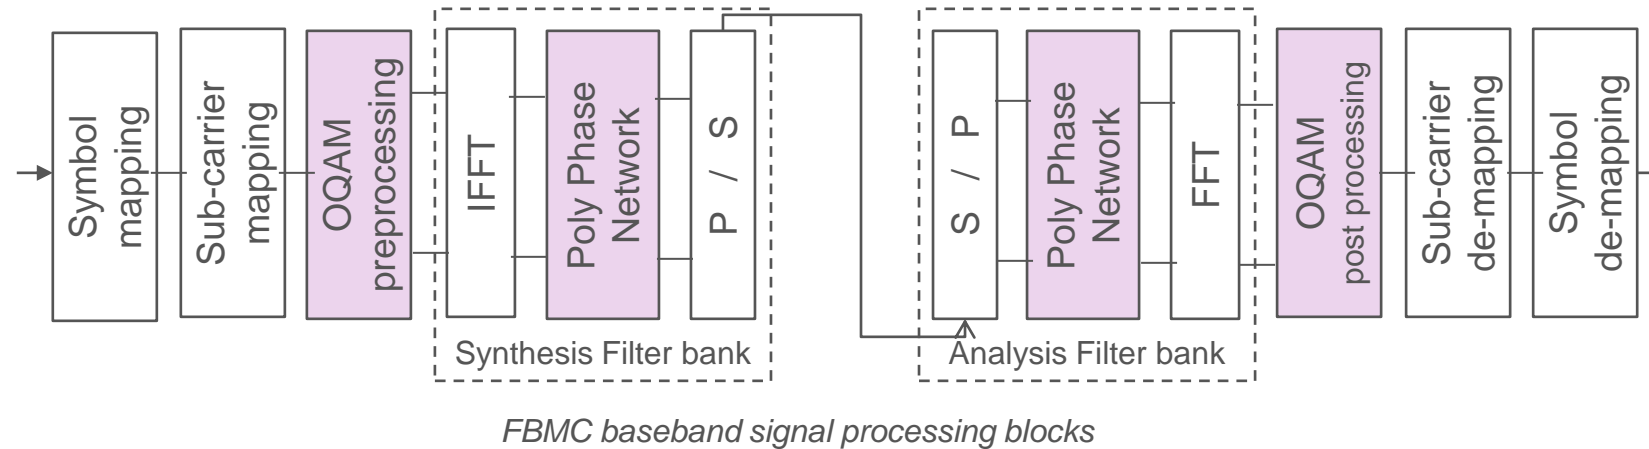 Symbol
mapping
Sub-carrier
mapping
OQAM
preprocessing
IFFT
Poly Phase
Network
P / S
Synthesis Filter bank
S / P
Poly Phase
Network
FFT
Analysis Filter bank
OQAM
post processing
Sub-carrier
de-mapping
Symbol
de-mapping
FBMC baseband signal processing blocks